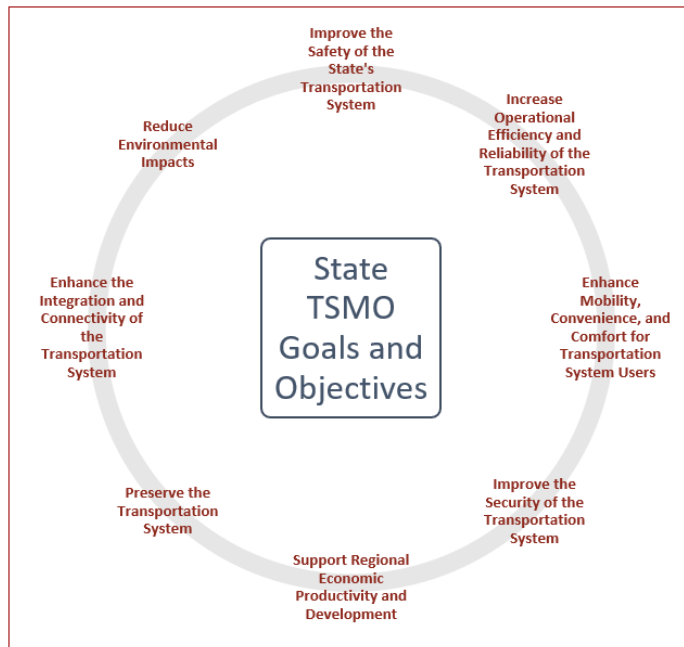 Improve the
Safety of the
State's
Transportation
System
Increase
Operational
Efficiency and
Reliability of the
Transportation
System
Enhance
Mobility,
Convenience, and
Comfort for
Transportation
System Users
Improve the
Security of the
Transportation
System
Support Regional
Economic
Productivity and
Development
Preserve the
Transportation
System
Enhance the
Integration and
Connectivity of
the
Transportation
System
Reduce
Environmental
Impacts
State
TSMO
Goals and
Objectives